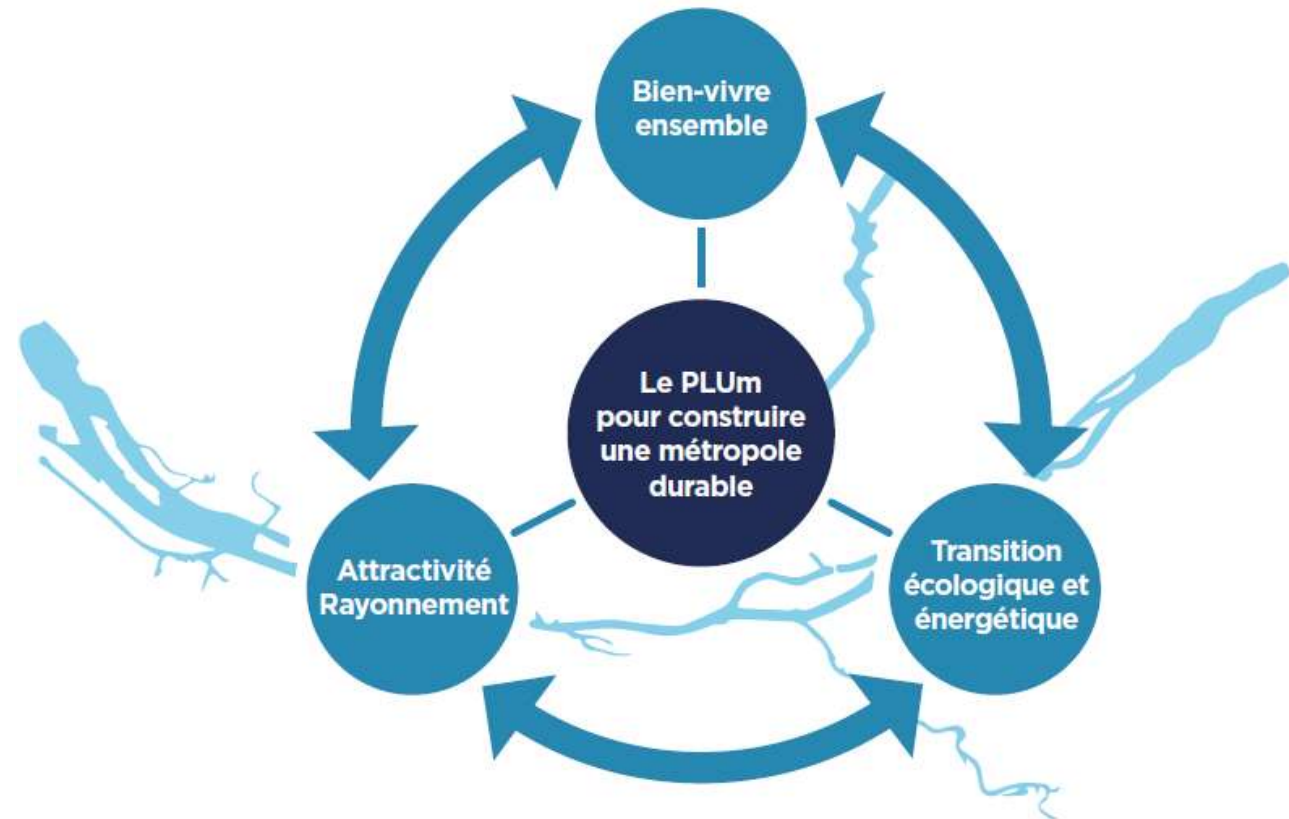 Bien-vivre
ensemble
Le PLUm
pour construire
une métropole
durable
Attractivité
Rayonnement
Transition
écologique et
énergétique